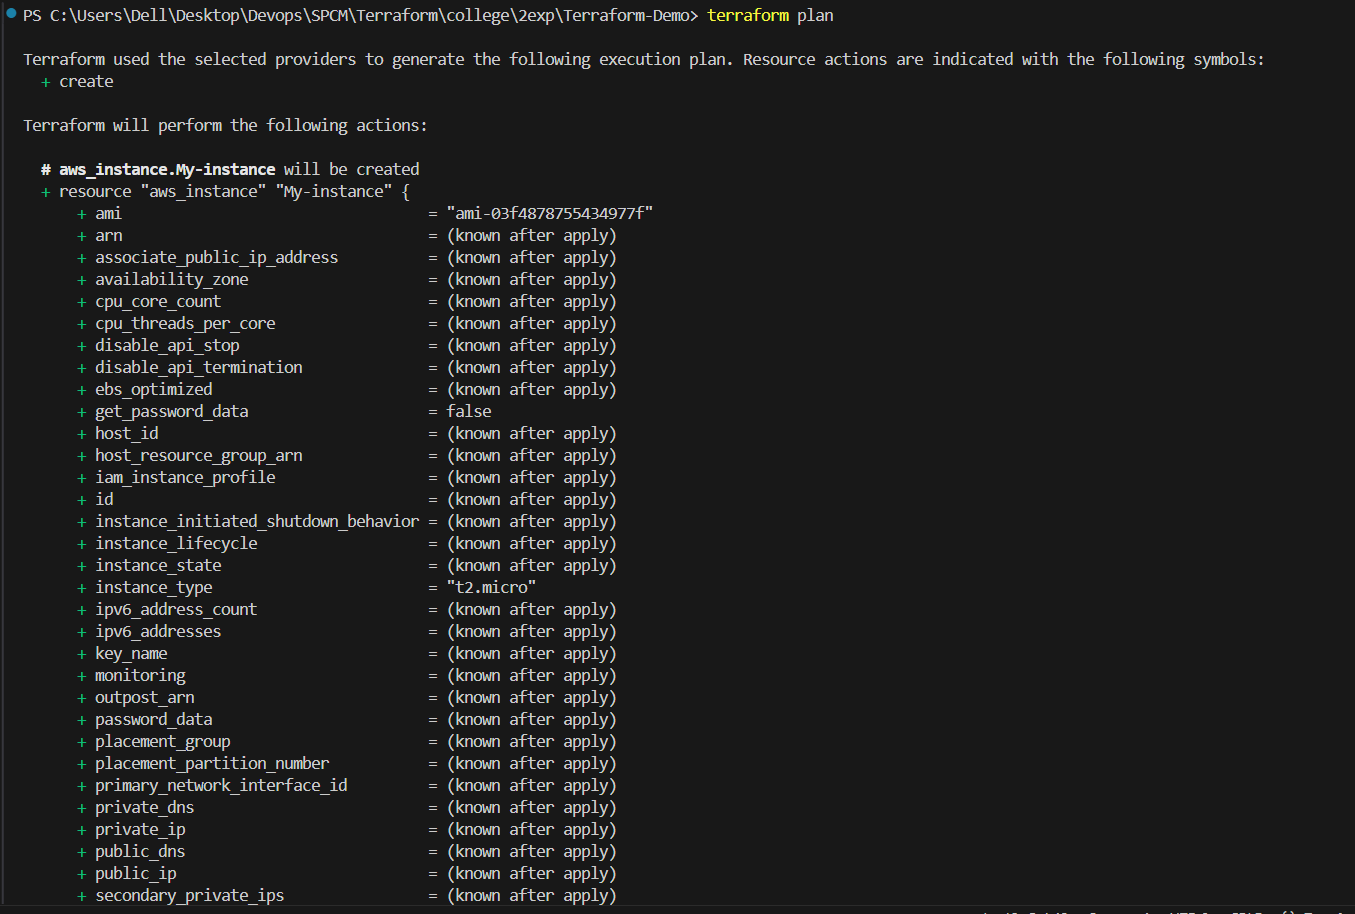 PS C:\Users\Dell\Desktop\Devops\SPCM\Terraform\college\2exp\Terraform-Demo> terraform plan
Terraform used the selected providers to generate the following execution plan. Resource actions are indicated with the following symbols:
+ create
Terraform will perform the following actions:
# aws_instance.My-instance will be created
+ resource "aws_instance" "My-instance" {
+ ami = "ami-03f4878755434977f"
+ arn = (known after apply)
+ associate_public_ip_address = (known after apply)
+ availability_zone = (known after apply)
+ cpu_core_count = (known after apply)
+ cpu_threads_per_core = (known after apply)
+ disable_api_stop = (known after apply)
+ disable_api_termination = (known after apply)
+ ebs_optimized = (known after apply)
+ get_password_data = false
+ host_id = (known after apply)
+ host_resource_group_arn = (known after apply)
+ iam_instance_profile = (known after apply)
+ id = (known after apply)
+ instance_initiated_shutdown_behavior = (known after apply)
+ instance_lifecycle = (known after apply)
+ instance_state = (known after apply)
+ instance_type = "t2.micro"
+ ipv6_address_count = (known after apply)
+ ipv6_addresses = (known after apply)
+ key_name = (known after apply)
+ monitoring = (known after apply)
+ outpost_arn = (known after apply)
+ password_data = (known after apply)
+ placement_group = (known after apply)
+ placement_partition_number = (known after apply)
+ primary_network_interface_id = (known after apply)
+ private_dns = (known after apply)
+ private_ip = (known after apply)
+ public_dns = (known after apply)
+ public_ip = (known after apply)
+ secondary_private_ips = (known after apply)